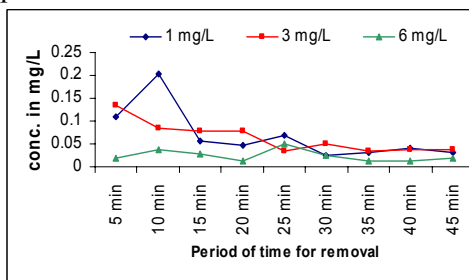 1 mg/L 3 mg/L 6 mg/L
conc. in mg/L
0.25
0.2
0.15
0.1
0.05
0
5 min
10 min
15 min
20 min
25 min
30 min
35 min
40 min
45 min
Period of time for removal